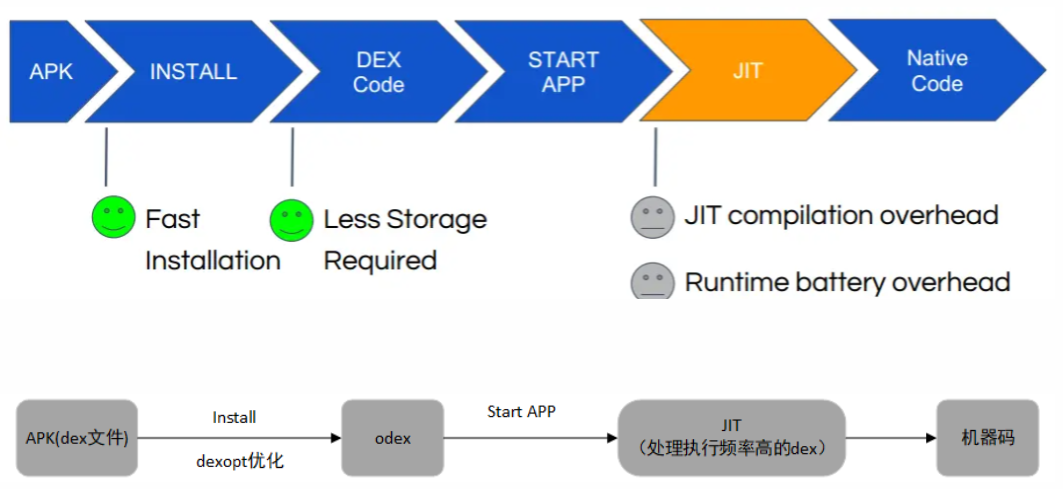 APK
INSTALL
DEX
Code
START
APP
JIT
Native
Code
Fast
Installation
Less Storage
Required
JIT compilation overhead
Runtime battery overhead
APK(dex文件)
Install
dexopt优化
odex
Start APP
JIT
（处理执行频率高的dex）
机器码